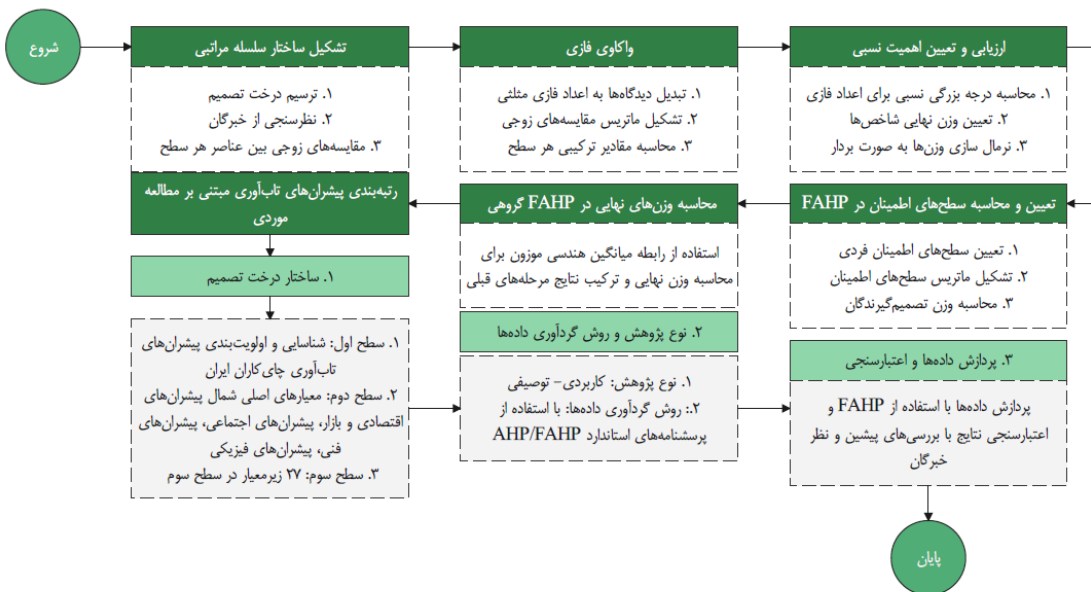 شروع
تشکیل ساختار سلسله مراتبی
۱. ترسیم درخت تصمیم
۲. نظرسنجی از خبرگان
۳. مقایسه‌های زوجی بین عناصر هر سطح
واکاوی فازی
۱. تبدیل دیدگاه‌ها به اعداد فازی مثلثی
۲. تشکیل ماتریس مقایسه‌های زوجی
۳. محاسبه مقادیر ترکیبی هر سطح
ارزیابی و تعیین اهمیت نسبی
۱. محاسبه درجه بزرگی نسبی برای اعداد فازی
۲. تعیین وزن نهایی شاخص‌ها
۳. نرمال سازی وزن‌ها به صورت بردار
تعیین و محاسبه سطح‌های اطمینان در FAHP
۱. تعیین سطح‌های اطمینان فردی
۲. تشکیل ماتریس سطح‌های اطمینان
۳. محاسبه وزن تصمیم‌گیرندگان
محاسبه وزن‌های نهایی در FAHP گروهی
استفاده از رابطه میانگین هندسی موزون برای
محاسبه وزن نهایی و ترکیب نتایج مرحله‌های قبلی
رتبه‌بندی پیشران‌های تاب‌آوری مبتنی بر مطالعه
موردی
۱. ساختار درخت تصمیم
۱. سطح اول: شناسایی و اولویت‌بندی پیشران‌های
تاب‌آوری چای‌کاران ایران
۲. سطح دوم: معیارهای اصلی شمال پیشران‌های
اقتصادی و بازار، پیشران‌های اجتماعی، پیشران‌های
فنی، پیشران‌های فیزیکی
۳. سطح سوم: ۲۷ زیرمعیار در سطح سوم
۲. نوع پژوهش و روش گردآوری داده‌ها
۱. نوع پژوهش: کاربردی- توصیفی
۲.: روش گردآوری داده‌ها: با استفاده از
پرسشنامه‌های استاندارد AHP/FAHP
۳. پردازش داده‌ها و اعتبارسنجی
پردازش داده‌ها با استفاده از FAHP و
اعتبارسنجی نتایج با بررسی‌های پیشین و نظر
خبرگان
پایان